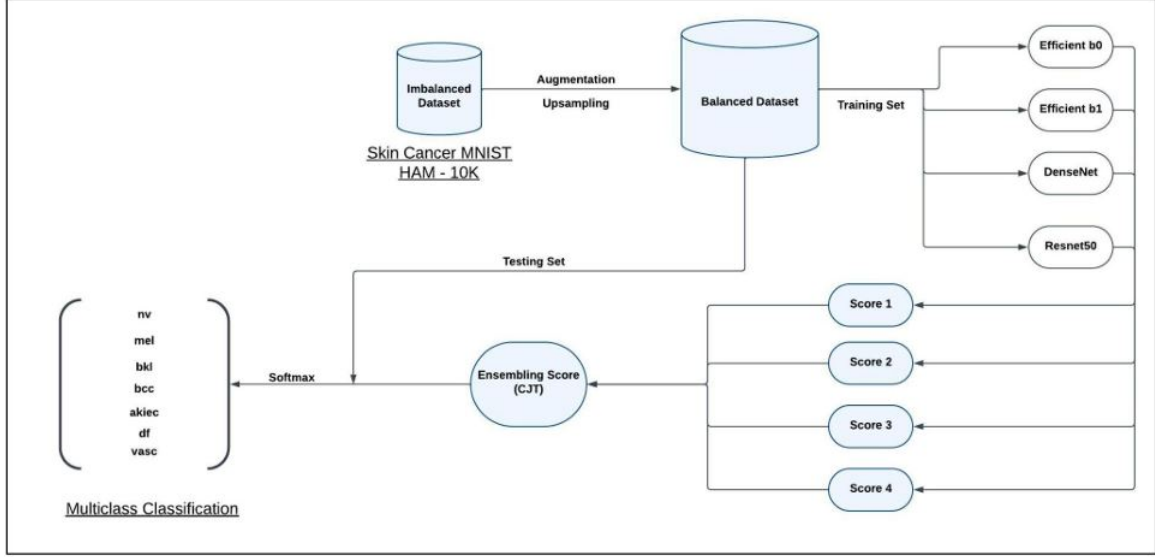 Imbalanced
Dataset
Skin Cancer MNIST
HAM - 10K
Augmentation
Upsampling
Balanced Dataset
Training Set
Efficient b0
Efficient b1
DenseNet
Resnet50
Testing Set
Score 1
Score 2
Score 3
Score 4
Ensembling Score
(CJT)
Softmax
nv
mel
bkl
bcc
akiec
df
vasc
Multiclass Classification